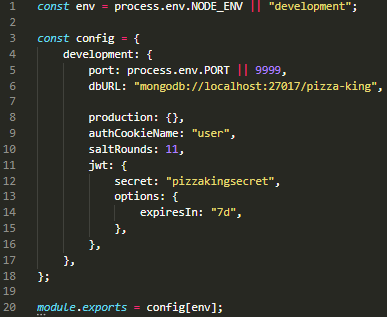 1 const env = process.env.NODE_ENV || "development";
2
3 const config = {
4     development: {
5         port: process.env.PORT || 9999,
6         dbURL: "mongodb://localhost:27017/pizza-king",
7
8         production: {},
9         authCookieName: "user",
10         saltRounds: 11,
11         jwt: {
12             secret: "pizzakingsecret",
13             options: {
14                 expiresIn: "7d",
15             },
16         },
17     },
18 };
19
20 module.exports = config[env];